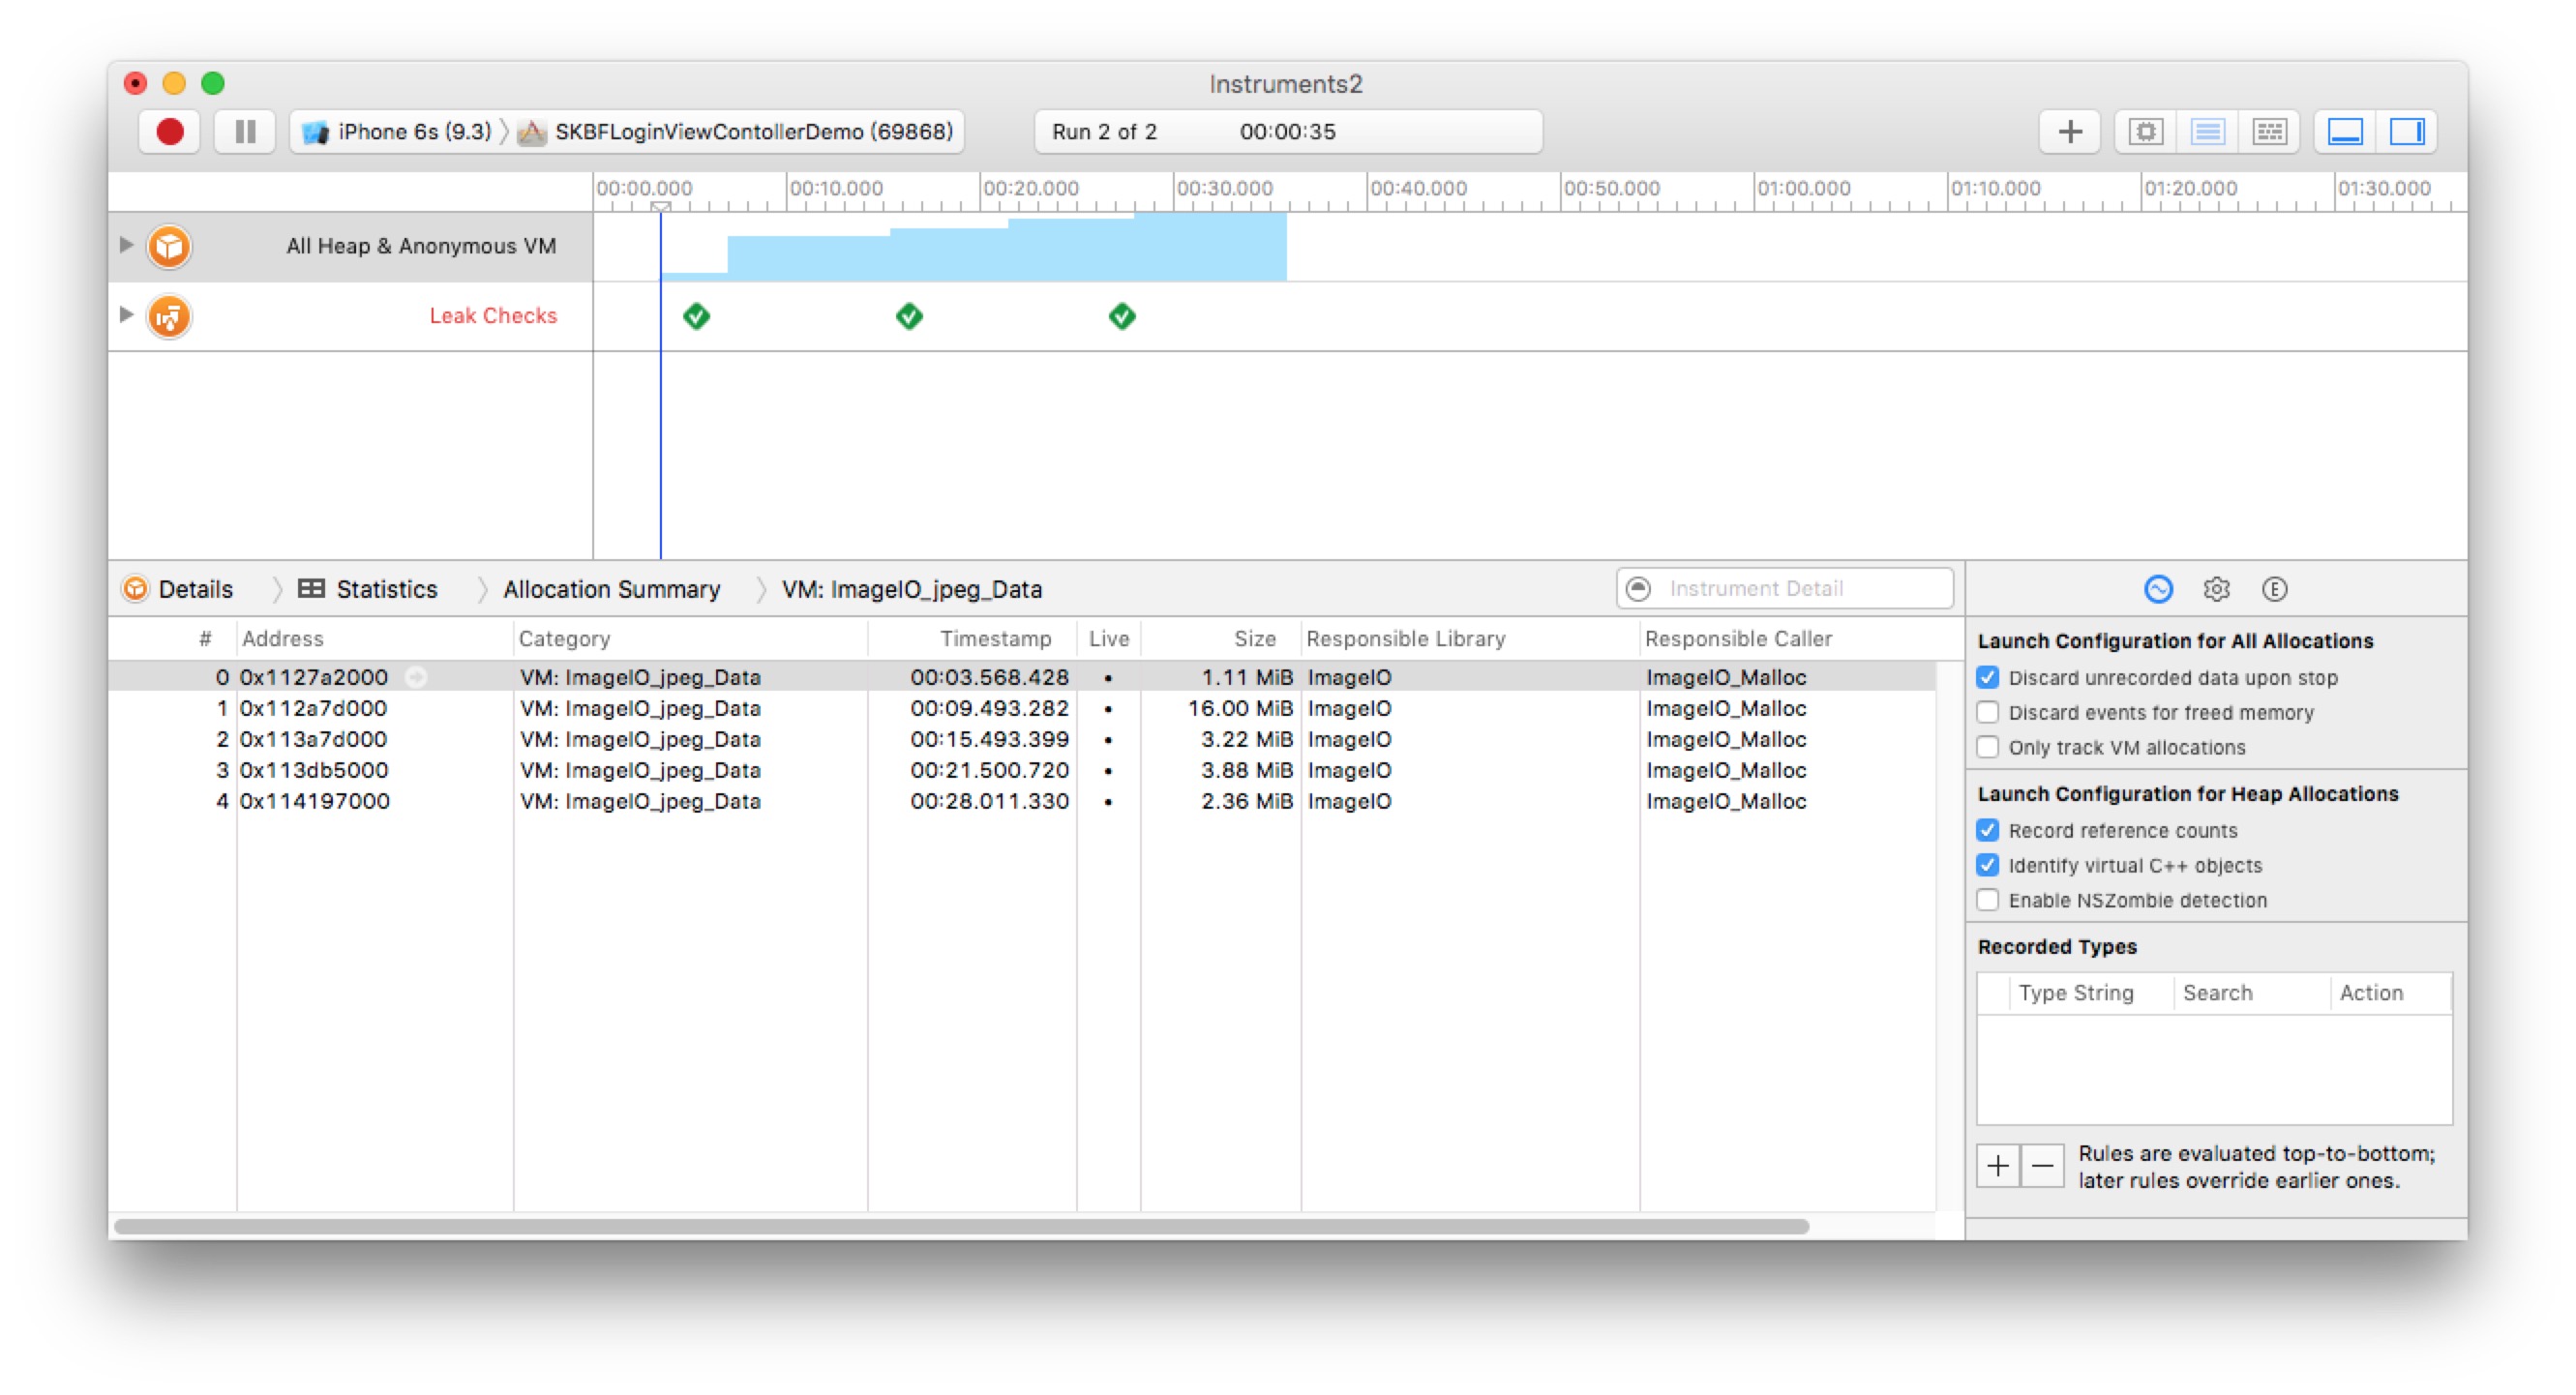 Instruments2
iPhone 6s (9.3) SKBFLoginViewContollerDemo (69868) Run 2 of 2 00:00:35
00:00.000 00:10.000 00:20.000 00:30.000 00:40.000 00:50.000 01:00.000 01:10.000 01:20.000 01:30.000
All Heap & Anonymous VM
Leak Checks
Details Statistics Allocation Summary VM: ImageIO_jpeg_Data Instrument Detail
# Address Category Timestamp Live Size Responsible Library Responsible Caller
0 0x1127a2000 VM: ImageIO_jpeg_Data 00:03.568.428 • 1.11 MiB ImageIO ImageIO_Malloc
1 0x112a7d000 VM: ImageIO_jpeg_Data 00:09.493.282 • 16.00 MiB ImageIO ImageIO_Malloc
2 0x113a7d000 VM: ImageIO_jpeg_Data 00:15.493.399 • 3.22 MiB ImageIO ImageIO_Malloc
3 0x113db5000 VM: ImageIO_jpeg_Data 00:21.500.720 • 3.88 MiB ImageIO ImageIO_Malloc
4 0x114197000 VM: ImageIO_jpeg_Data 00:28.011.330 • 2.36 MiB ImageIO ImageIO_Malloc
E
Launch Configuration for All Allocations
Discard unrecorded data upon stop
Discard events for freed memory
Only track VM allocations
Launch Configuration for Heap Allocations
Record reference counts
Identify virtual C++ objects
Enable NSZombie detection
Recorded Types
Type String Search Action
Rules are evaluated top-to-bottom;
later rules override earlier ones.